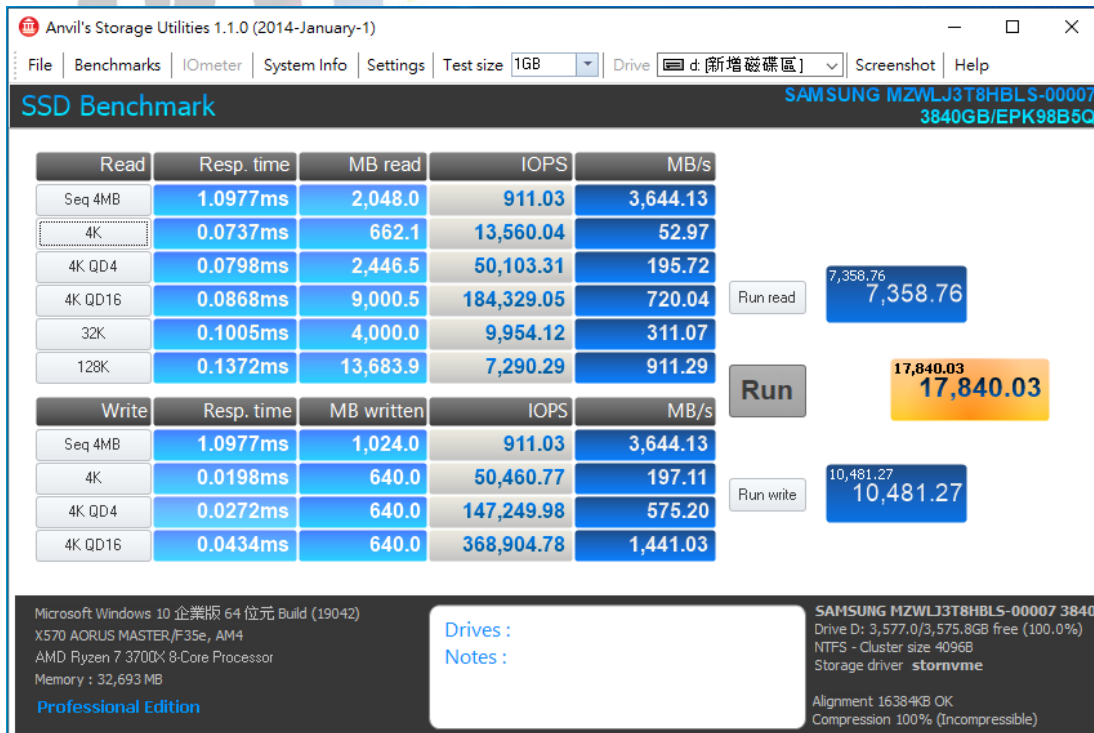 Anvil's Storage Utilities 1.1.0 (2014-January-1)
File Benchmarks IOmeter System Info Settings Test size 1GB Drive d: [新增磁碟區] Screenshot Help
SSD Benchmark
SAMSUNG MZWLJ3T8HBLS-00007
3840GB/EPK98B5Q
Read Resp. time MB read IOPS MB/s
Seq 4MB 1.0977ms 2,048.0 911.03 3,644.13
4K 0.0737ms 662.1 13,560.04 52.97
4K QD4 0.0798ms 2,446.5 50,103.31 195.72
4K QD16 0.0868ms 9,000.5 184,329.05 720.04
32K 0.1005ms 4,000.0 9,954.12 311.07
128K 0.1372ms 13,683.9 7,290.29 911.29
Run read
7,358.76
7,358.76
Run
17,840.03
17,840.03
Write Resp. time MB written IOPS MB/s
Seq 4MB 1.0977ms 1,024.0 911.03 3,644.13
4K 0.0198ms 640.0 50,460.77 197.11
4K QD4 0.0272ms 640.0 147,249.98 575.20
4K QD16 0.0434ms 640.0 368,904.78 1,441.03
Run write
10,481.27
10,481.27
Microsoft Windows 10 企業版 64 位元 Build (19042)
X570 AORUS MASTER/F35e, AM4
AMD Ryzen 7 3700X 8-Core Processor
Memory : 32,693 MB
Professional Edition
Drives :
Notes :
SAMSUNG MZWLJ3T8HBLS-00007 3840
Drive D: 3,577.0/3,575.8GB free (100.0%)
NTFS - Cluster size 4096B
Storage driver stornvme
Alignment 16384KB OK
Compression 100% (Incompressible)